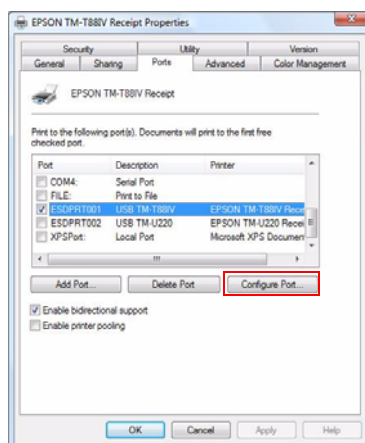 EPSON TM-T88IV Receipt Properties
Security Utility Version
General Sharing Ports Advanced Color Management
EPSON TM-T88IV Receipt
Print to the following port(s). Documents will print to the first free
checked port.
Port Description Printer
COM4: Serial Port
FILE: Print to File
ESDPRT001 USB TM-T88IV EPSON TM-T88IV Recei
ESDPRT002 USB TM-U220 EPSON TM-U220 Recei
XPSPort: Local Port Microsoft XPS Documen
Add Port... Delete Port Configure Port...
Enable bidirectional support
Enable printer pooling
OK Cancel Apply Help